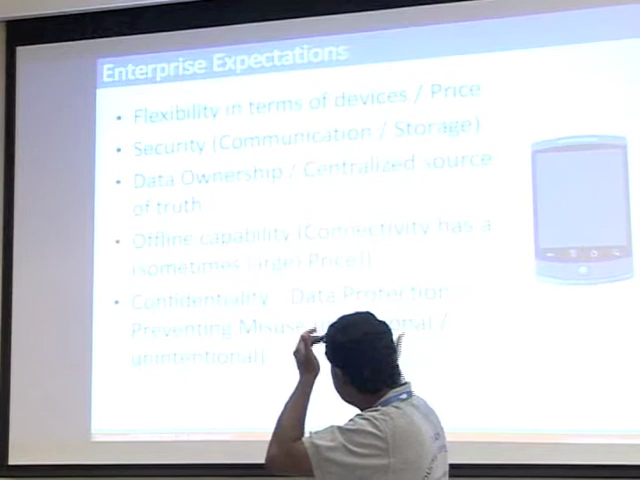 Enterprise Expectations
• Flexibility in terms of devices / Price
• Security (Communication / Storage)
• Data Ownership / Centralized source
of truth
• Offline capability (Connectivity has a
(sometimes large) Price!)
• Confidentiality Data Protection
Preventing Misuse
unintentional)